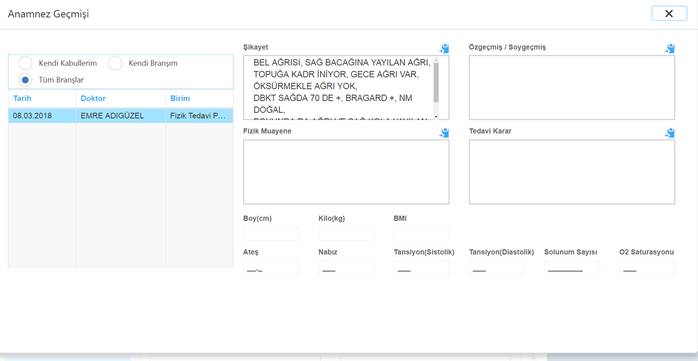 Anamnez Geçmişi
Kendi Kabullerim
Kendi Branşım
Tüm Branşlar
Tarih
Doktor
Birim
08.03.2018
EMRE ADIGÜZEL
Fizik Tedavi P...
Şikayet
BEL AĞRISİ, SAĞ BACAĞINA YAYILAN AĞRI,
TOPUĞA KADR İNİYOR, GECE AĞRI VAR,
ÖKSÜRMEKLE AĞRI YOK,
DBKT SAĞDA 70 DE +, BRAGARD +, NM
DOĞAL,
Özgeçmiş / Soygeçmiş
Fizik Muayene
Tedavi Karar
Boy(cm)
Kilo(kg)
BMI
Ateş
Nabız
Tansiyon(Sistolik)
Tansiyon(Diastolik)
Solunum Sayısı
O2 Saturasyonu